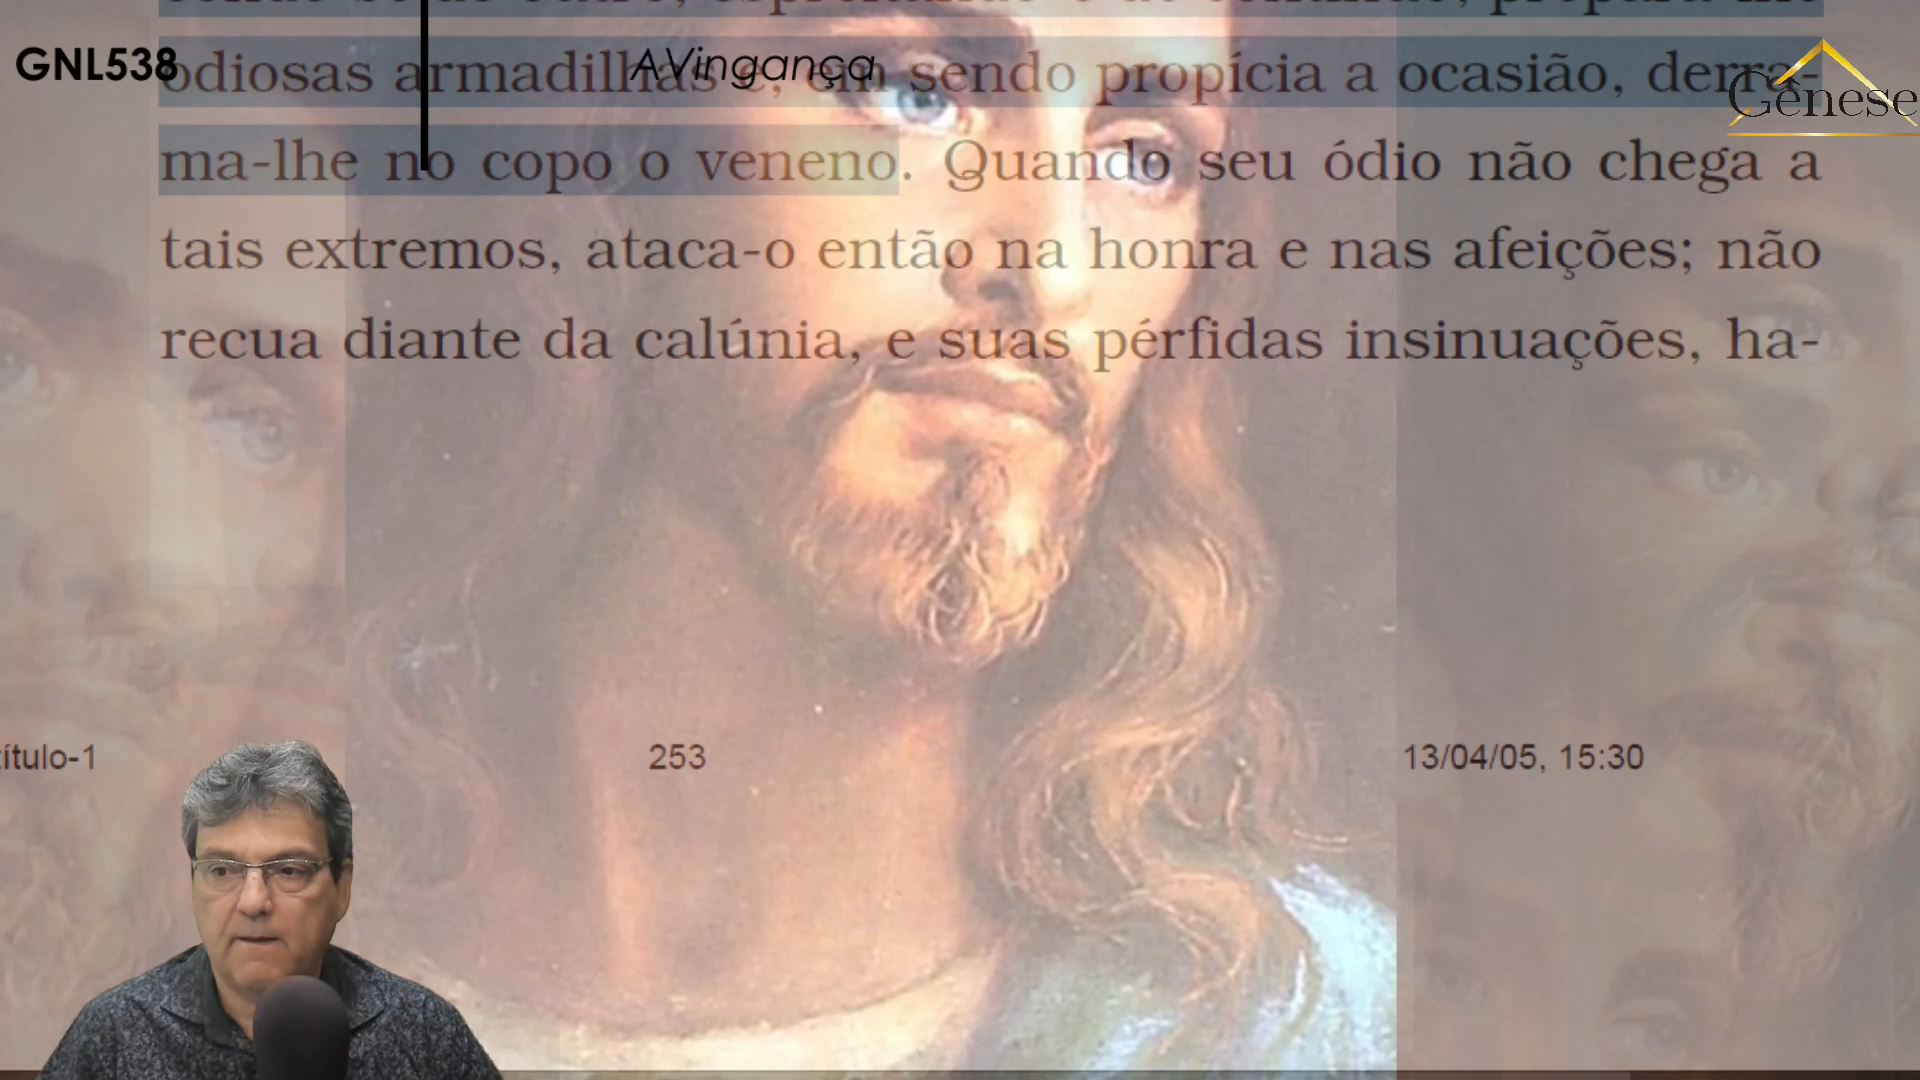 GNL538
A Vingança
Gênese
odiosas armadilhas e, em sendo propícia a ocasião, derra-
ma-lhe no copo o veneno. Quando seu ódio não chega a
tais extremos, ataca-o então na honra e nas afeições; não
recua diante da calúnia, e suas pérfidas insinuações, ha-
ítulo-1 253 13/04/05, 15:30